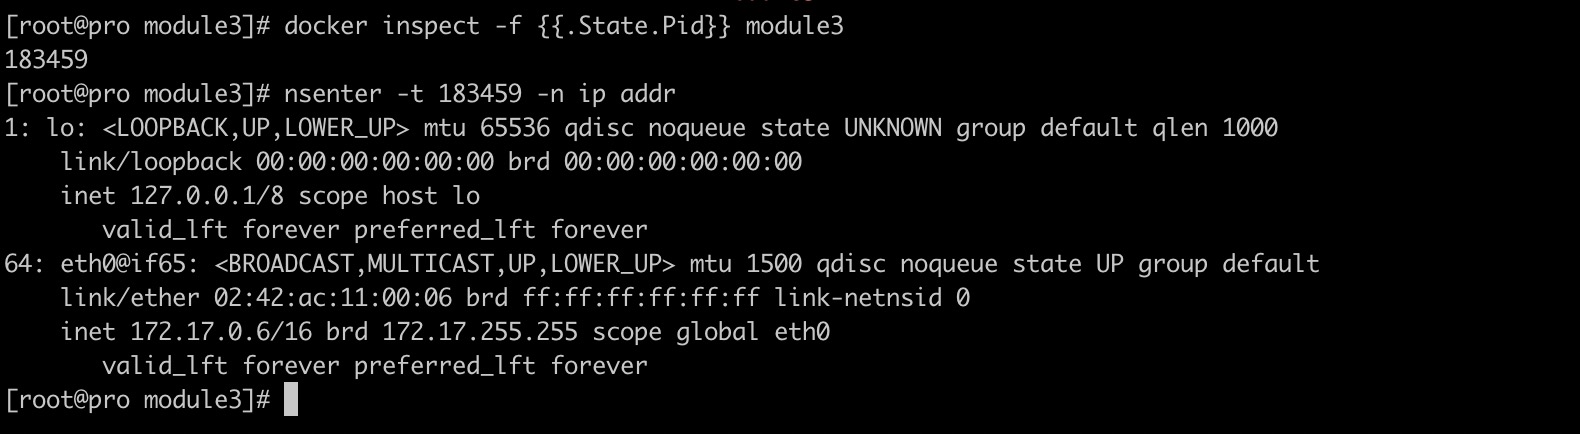 [root@pro module3]# docker inspect -f {{.State.Pid}} module3
183459
[root@pro module3]# nsenter -t 183459 -n ip addr
1: lo: <LOOPBACK,UP,LOWER_UP> mtu 65536 qdisc noqueue state UNKNOWN group default qlen 1000
    link/loopback 00:00:00:00:00:00 brd 00:00:00:00:00:00
    inet 127.0.0.1/8 scope host lo
       valid_lft forever preferred_lft forever
64: eth0@if65: <BROADCAST,MULTICAST,UP,LOWER_UP> mtu 1500 qdisc noqueue state UP group default
    link/ether 02:42:ac:11:00:06 brd ff:ff:ff:ff:ff:ff link-netnsid 0
    inet 172.17.0.6/16 brd 172.17.255.255 scope global eth0
       valid_lft forever preferred_lft forever
[root@pro module3]#